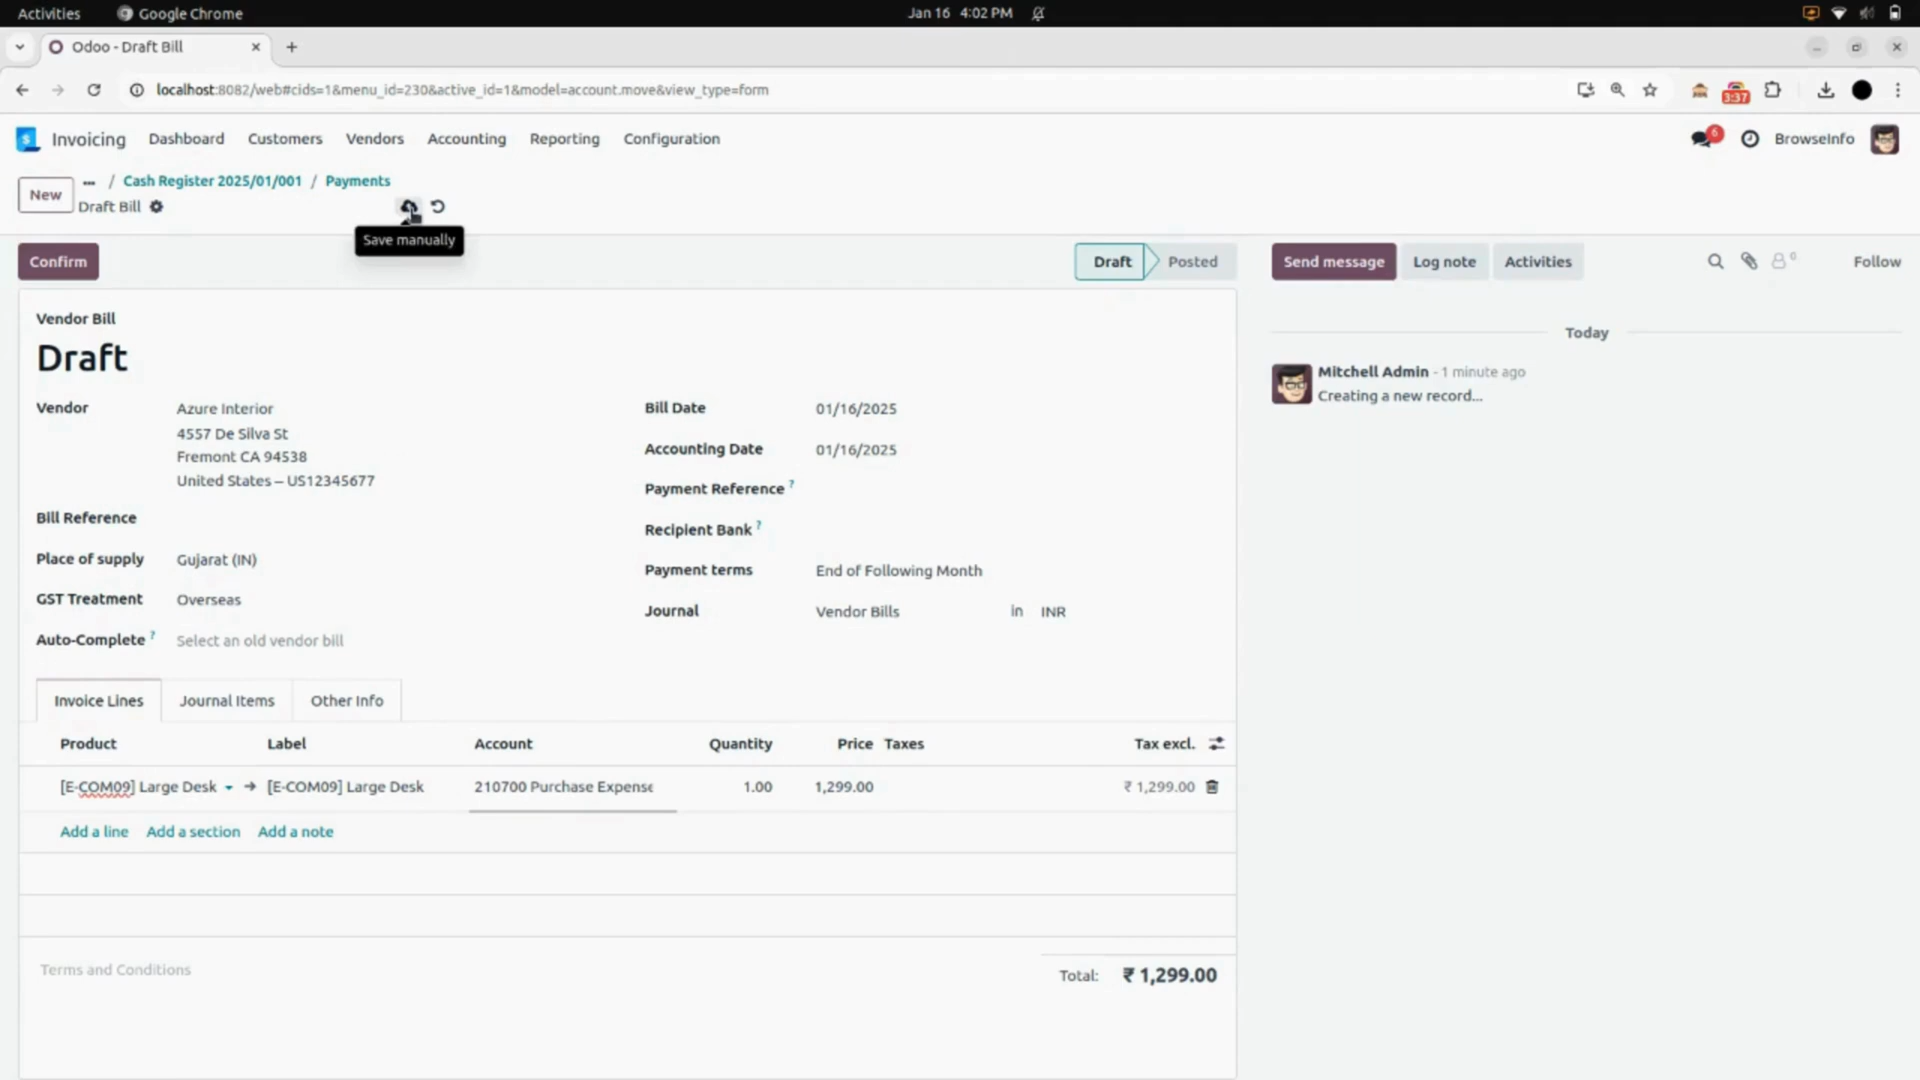 Activities Google Chrome Jan 16 4:02 PM
Odoo - Draft Bill
localhost:8082/web#cids=1&menu_id=230&active_id=1&model=account.move&view_type=form 3:37
Invoicing Dashboard Customers Vendors Accounting Reporting Configuration 6 BrowseInfo
New ... / Cash Register 2025/01/001 / Payments
Draft Bill
Save manually
Confirm Draft Posted Send message Log note Activities 0 Follow
Vendor Bill
Today
Draft
Mitchell Admin - 1 minute ago
Creating a new record...
Vendor Azure Interior Bill Date 01/16/2025
4557 De Silva St
Fremont CA 94538 Accounting Date 01/16/2025
United States – US12345677
Payment Reference ?
Bill Reference Recipient Bank ?
Place of supply Gujarat (IN) Payment terms End of Following Month
GST Treatment Overseas Journal Vendor Bills in INR
Auto-Complete ? Select an old vendor bill
Invoice Lines Journal Items Other Info
Product Label Account Quantity Price Taxes Tax excl.
[E-COM09] Large Desk [E-COM09] Large Desk 210700 Purchase Expense 1.00 1,299.00 ₹ 1,299.00
Add a line Add a section Add a note
Terms and Conditions
Total: ₹ 1,299.00